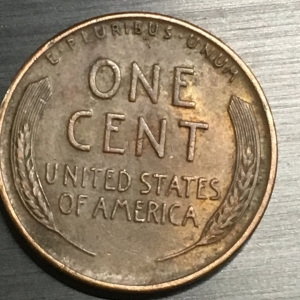 E·PLURIBUS·UNUM
ONE
CENT
UNITED STATES
OF AMERICA